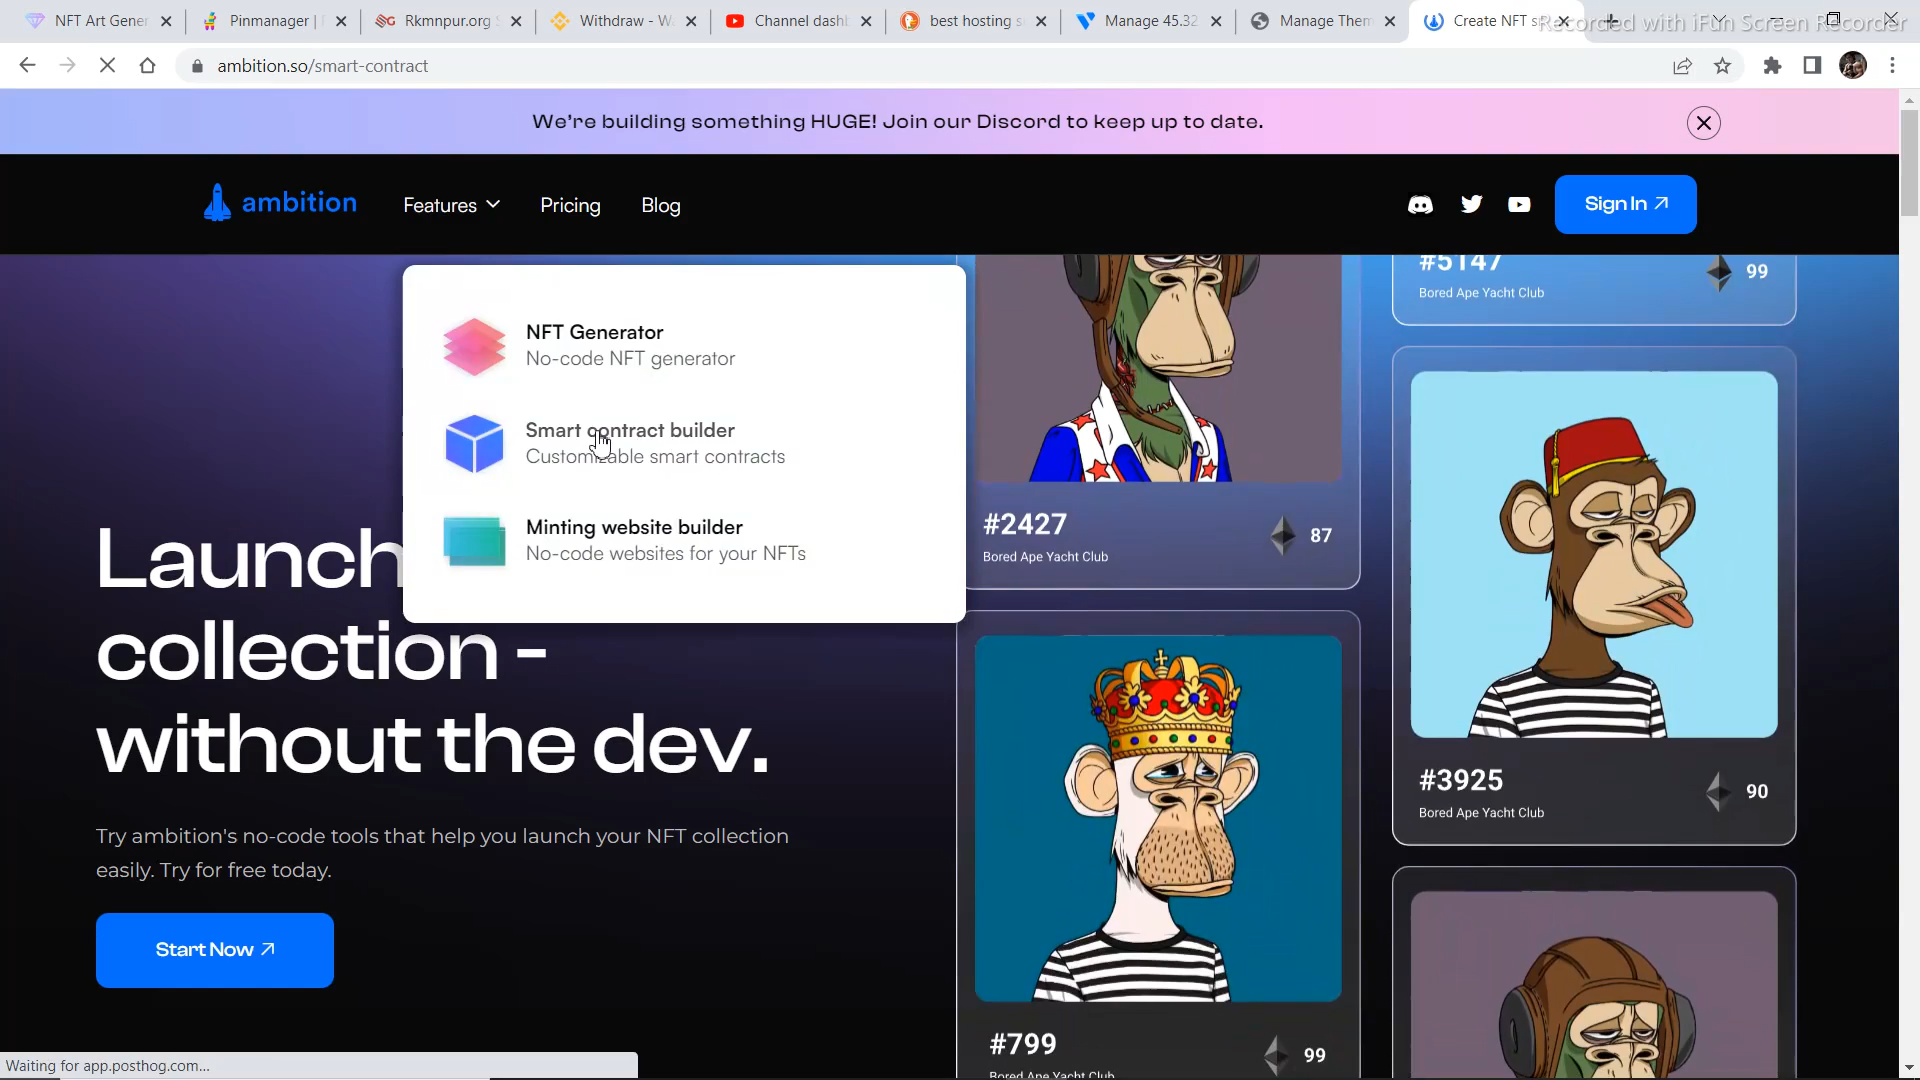 NFT Art Gener
Pinmanager |
Rkmnpur.org
Withdraw - W
Channel dash
best hosting s
Manage 45.32
Manage Them
Create NFT s
Recorded with iFun Screen Recorder
ambition.so/smart-contract
We're building something HUGE! Join our Discord to keep up to date.
ambition
Features
Pricing
Blog
Sign In
NFT Generator
No-code NFT generator
Smart contract builder
Customizable smart contracts
Minting website builder
No-code websites for your NFTs
Launch
collection -
without the dev.
Try ambition's no-code tools that help you launch your NFT collection
easily. Try for free today.
Start Now
#2427
87
Bored Ape Yacht Club
#799
99
Bored Ape Yacht Club
#5147
99
Bored Ape Yacht Club
#3925
90
Bored Ape Yacht Club
Waiting for app.posthog.com...